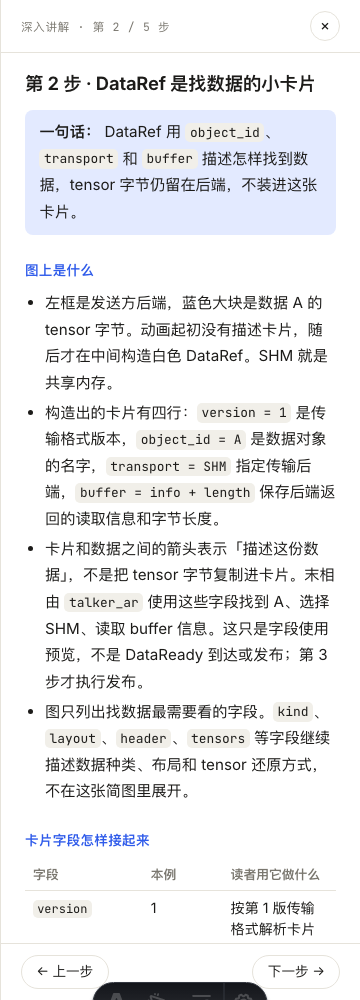 深入讲解 · 第 2 / 5 步
×
第 2 步 · DataRef 是找数据的小卡片
一句话： DataRef 用 object_id 、
transport 和 buffer 描述怎样找到数
据，tensor 字节仍留在后端，不装进这张
卡片。
图上是什么
• 左框是发送方后端，蓝色大块是数据 A 的
tensor 字节。动画起初没有描述卡片，随
后才在中间构造白色 DataRef。SHM 就是
共享内存。
• 构造出的卡片有四行： version = 1 是传
输格式版本， object_id = A 是数据对象
的名字， transport = SHM 指定传输后
端， buffer = info + length 保存后端返
回的读取信息和字节长度。
• 卡片和数据之间的箭头表示「描述这份数
据」，不是把 tensor 字节复制进卡片。末相
由 talker_ar 使用这些字段找到 A、选择
SHM、读取 buffer 信息。这只是字段使用
预览，不是 DataReady 到达或发布；第 3
步才执行发布。
• 图只列出找数据最需要看的字段。 kind 、
layout 、 header 、 tensors 等字段继续
描述数据种类、布局和 tensor 还原方式，
不在这张简图里展开。
卡片字段怎样接起来
字段 本例 读者用它做什么
version 1 按第 1 版传输
格式解析卡片
← 上一步 下一步 →